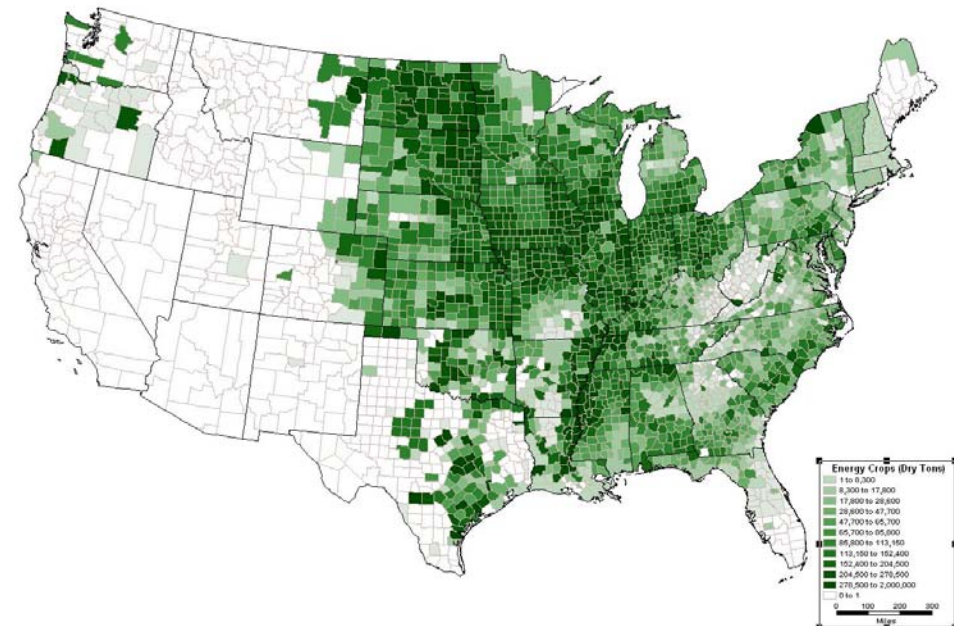 Energy Crops (Dry Tons)
1 to 8,300
8,300 to 17,800
17,800 to 28,600
28,600 to 47,700
47,700 to 65,700
65,700 to 85,800
85,800 to 113,150
113,150 to 152,400
152,400 to 204,500
204,500 to 278,500
278,500 to 2,000,000
0 to 1
0 100 200 300
Miles